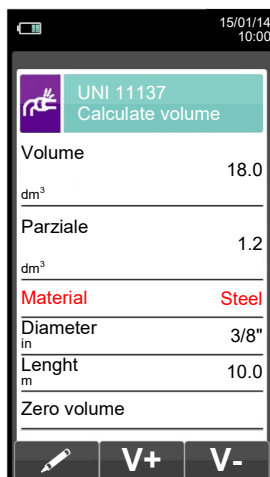 15/01/14
10:00
UNI 11137
Calculate volume
Volume
18.0
dm³
Parziale
1.2
dm³
Material Steel
Diameter
in
3/8"
Lenght
m
10.0
Zero volume
V+ V-